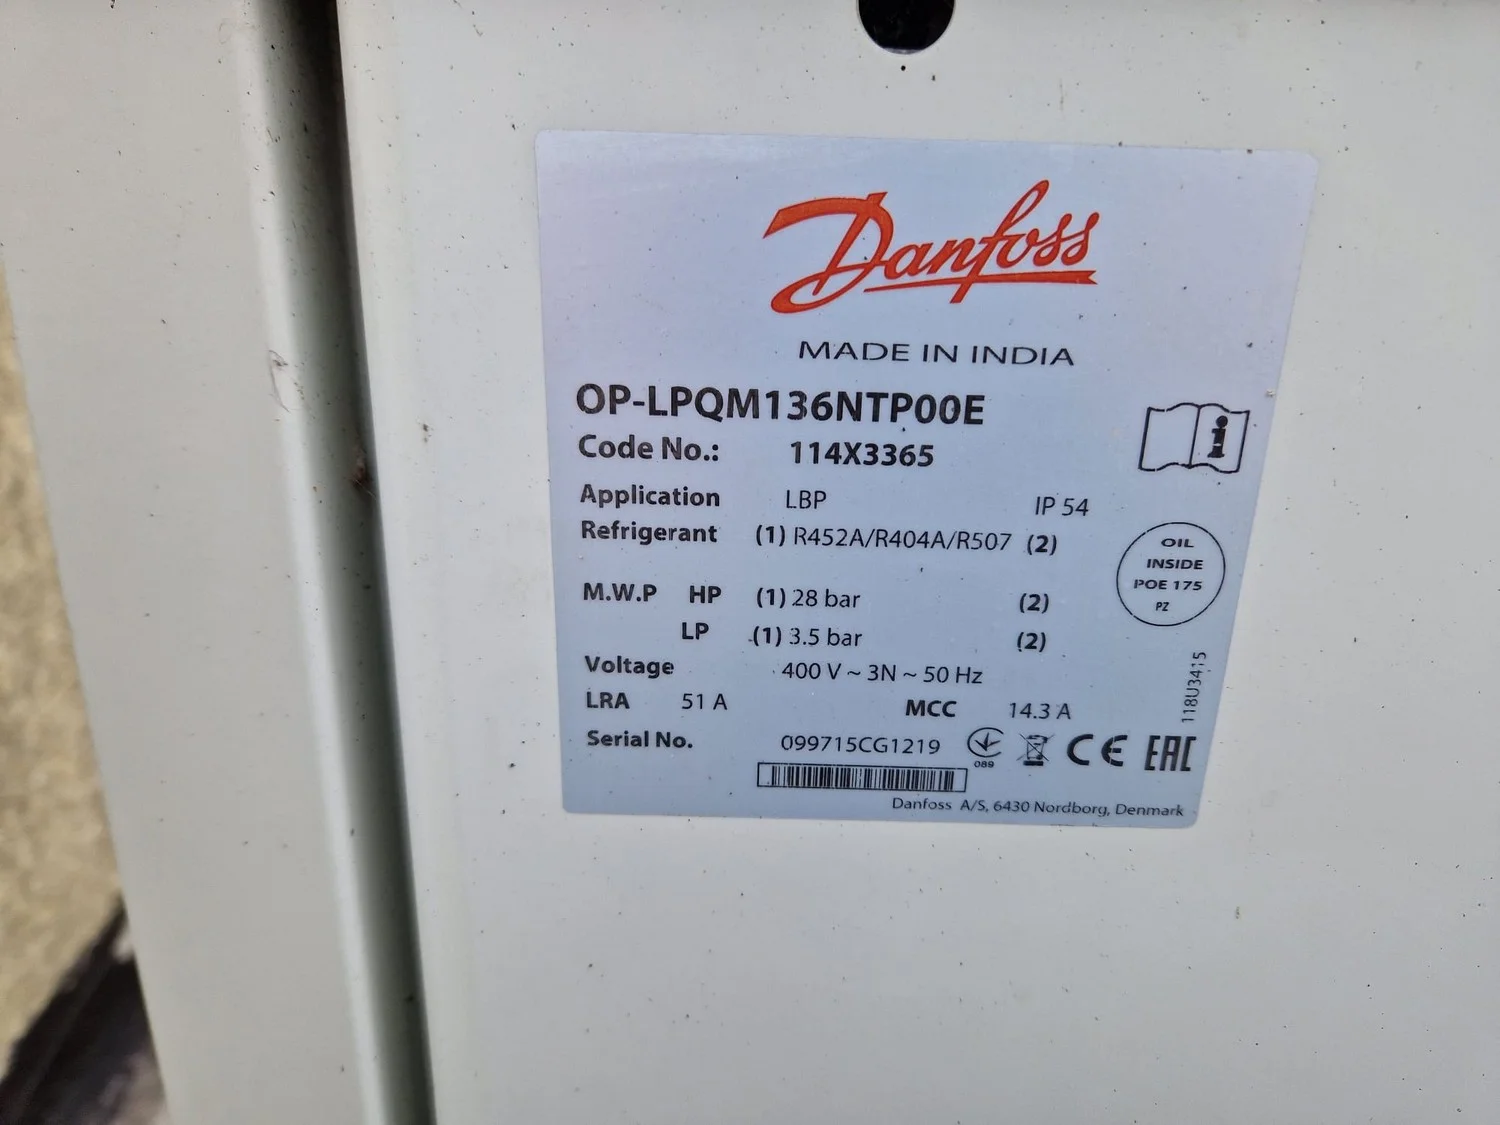 Danfoss
MADE IN INDIA
OP-LPQM136NTP00E
Code No.: 114X3365
Application LBP IP 54
Refrigerant (1) R452A/R404A/R507 (2)
OIL
INSIDE
POE 175
PZ
M.W.P HP (1) 28 bar (2)
LP (1) 3.5 bar (2)
Voltage 400 V ~ 3N ~ 50 Hz
LRA 51 A MCC 14.3 A
118U3415
Serial No. 099715CG1219
089
CE EAC
Danfoss A/S, 6430 Nordborg, Denmark